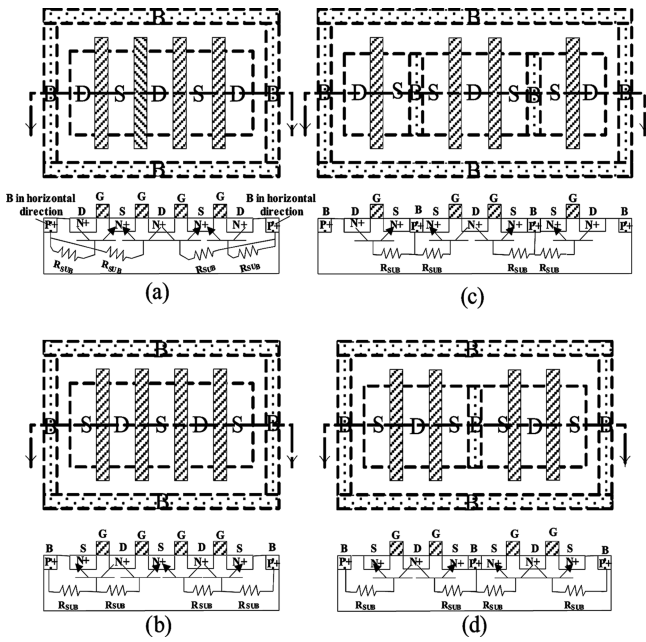 B
B D S D S D B
B
B in horizontal direction
B in horizontal direction
G G G G
D S D S D
P+ N+ N+ N+ N+ N+ P+
RSUB RSUB RSUB RSUB
(a)
B
B D S B S D S B S D B
B
G G G G
B D S B S D S B S D B
P+ N+ N+ P+ N+ N+ N+ P+ N+ N+ P+
RSUB RSUB RSUB RSUB
(c)
B
B S D S D S B
B
G G G G
B S D S D S B
P+ N+ N+ N+ N+ N+ P+
RSUB RSUB RSUB RSUB
(b)
B
B S D S B S D S B
B
G G G G
B S D S B S D S B
P+ N+ N+ N+ P+ N+ N+ N+ P+
RSUB RSUB RSUB RSUB
(d)